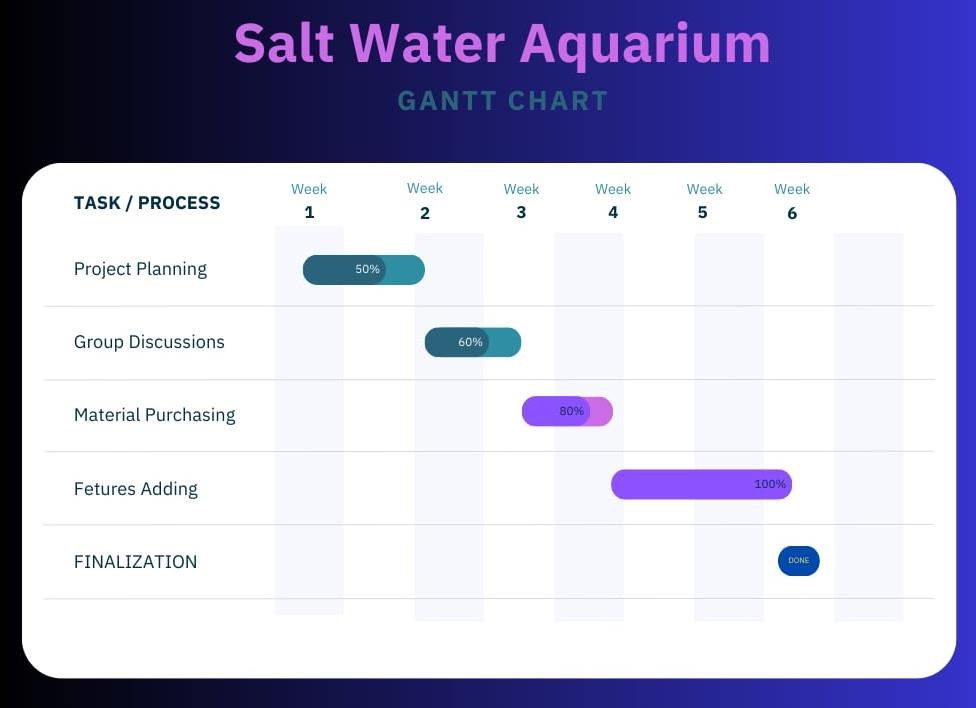 Salt Water Aquarium
GANTT CHART
TASK / PROCESS
Week 1
Week 2
Week 3
Week 4
Week 5
Week 6
Project Planning
50%
Group Discussions
60%
Material Purchasing
80%
Fetures Adding
100%
FINALIZATION
DONE